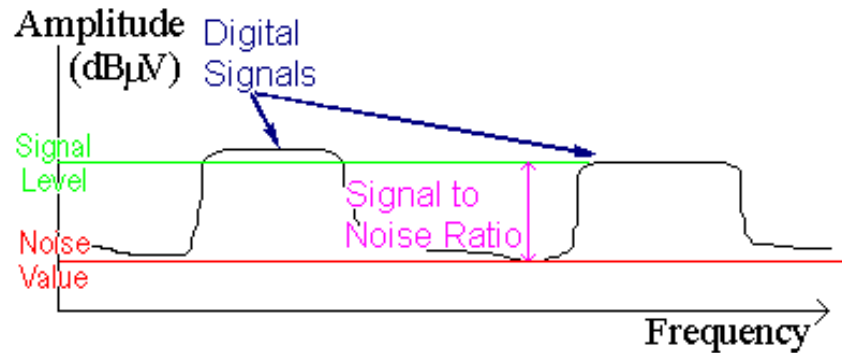 Amplitude
(dBµV)
Digital
Signals
Signal
Level
Signal to
Noise Ratio
Noise
Value
Frequency